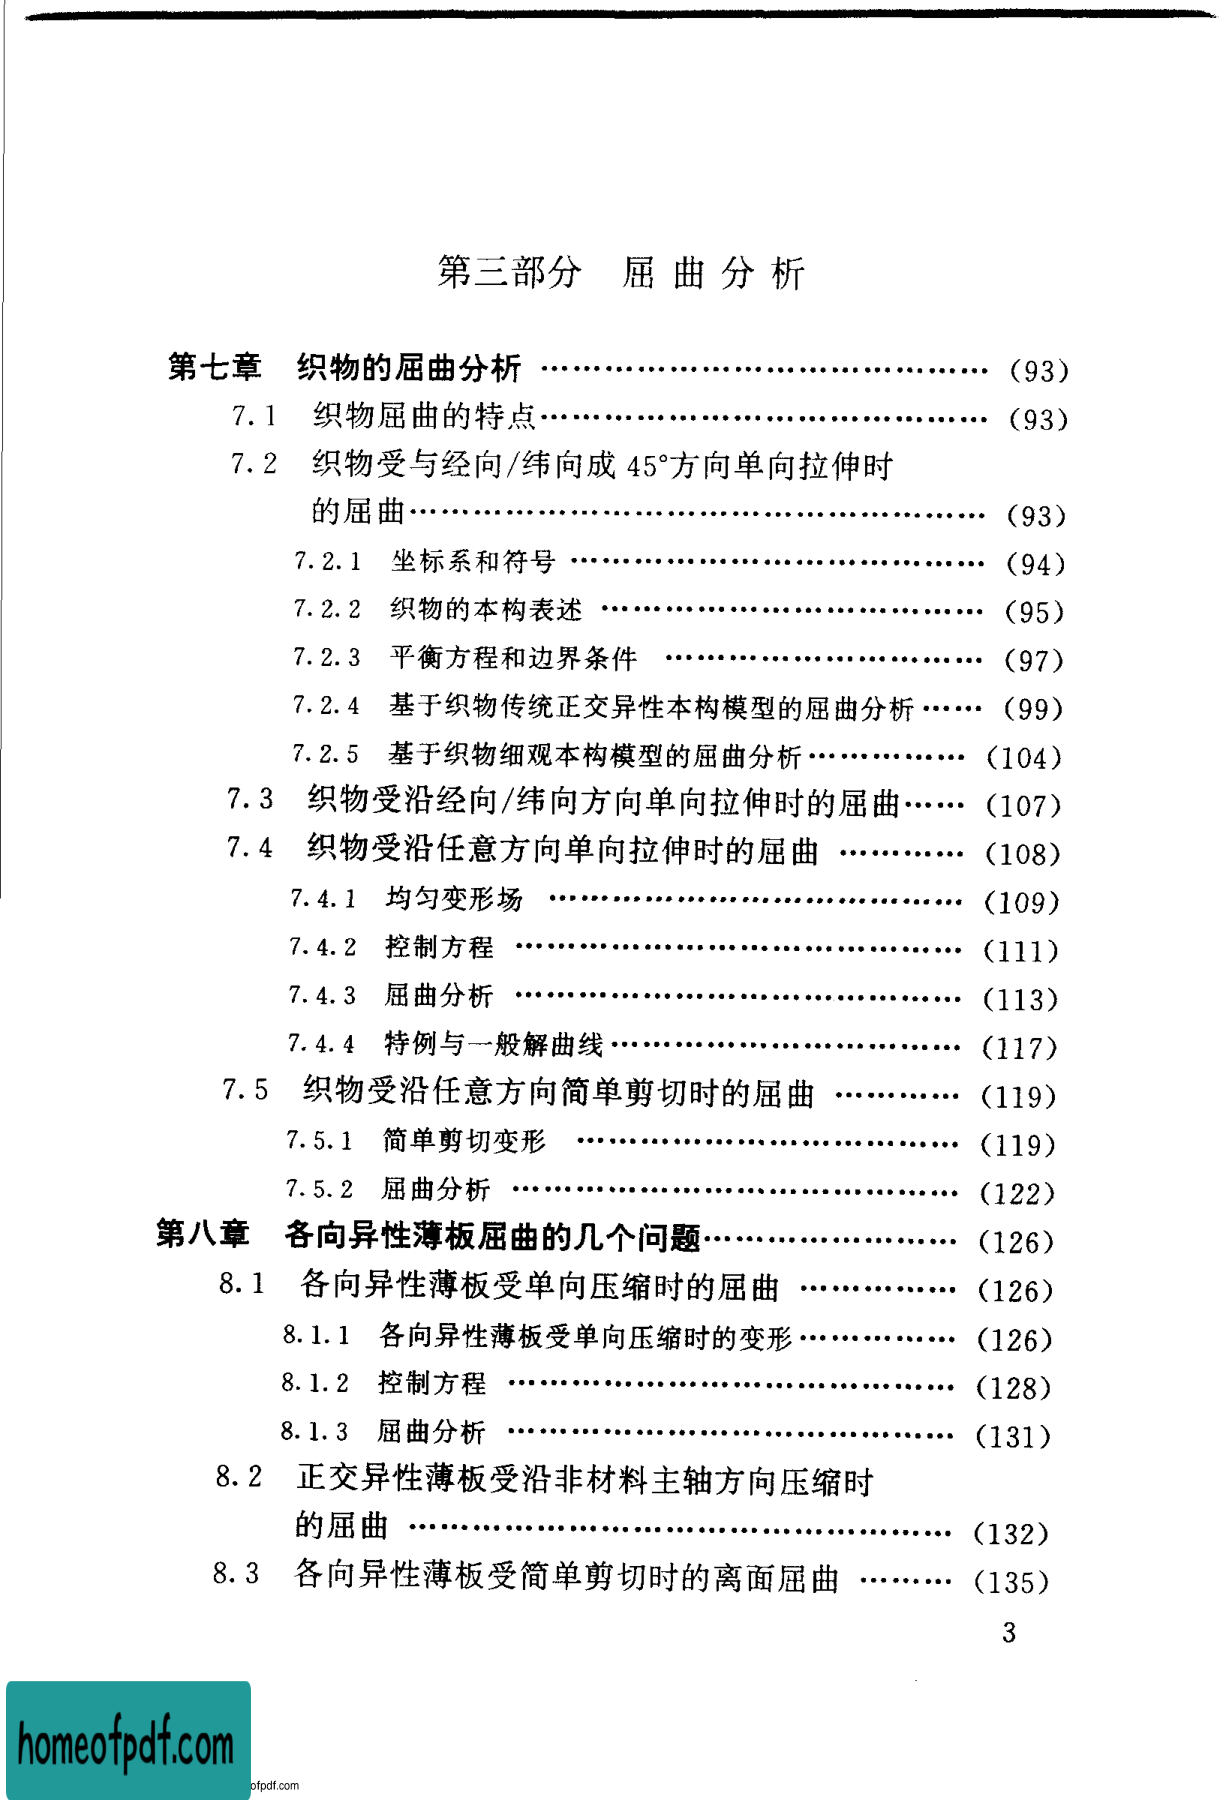 第三部分 屈曲分析
第七章 织物的屈曲分析 ……………………………………… (93)
7.1 织物屈曲的特点……………………………………… (93)
7.2 织物受与经向/纬向成 45°方向单向拉伸时
的屈曲………………………………………………… (93)
7.2.1 坐标系和符号 …………………………………… (94)
7.2.2 织物的本构表述 ………………………………… (95)
7.2.3 平衡方程和边界条件 ………………………… (97)
7.2.4 基于织物传统正交异性本构模型的屈曲分析…… (99)
7.2.5 基于织物细观本构模型的屈曲分析…………… (104)
7.3 织物受沿经向/纬向方向单向拉伸时的屈曲…… (107)
7.4 织物受沿任意方向单向拉伸时的屈曲 ………… (108)
7.4.1 均匀变形场 ………………………………… (109)
7.4.2 控制方程 …………………………………… (111)
7.4.3 屈曲分析 …………………………………… (113)
7.4.4 特例与一般解曲线…………………………… (117)
7.5 织物受沿任意方向简单剪切时的屈曲 ………… (119)
7.5.1 简单剪切变形 ……………………………… (119)
7.5.2 屈曲分析 …………………………………… (122)
第八章 各向异性薄板屈曲的几个问题…………………… (126)
8.1 各向异性薄板受单向压缩时的屈曲 …………… (126)
8.1.1 各向异性薄板受单向压缩时的变形…………… (126)
8.1.2 控制方程 …………………………………… (128)
8.1.3 屈曲分析 …………………………………… (131)
8.2 正交异性薄板受沿非材料主轴方向压缩时
的屈曲 ……………………………………………… (132)
8.3 各向异性薄板受简单剪切时的离面屈曲 ……… (135)
3
homeofpdf.com
ofpdf.com